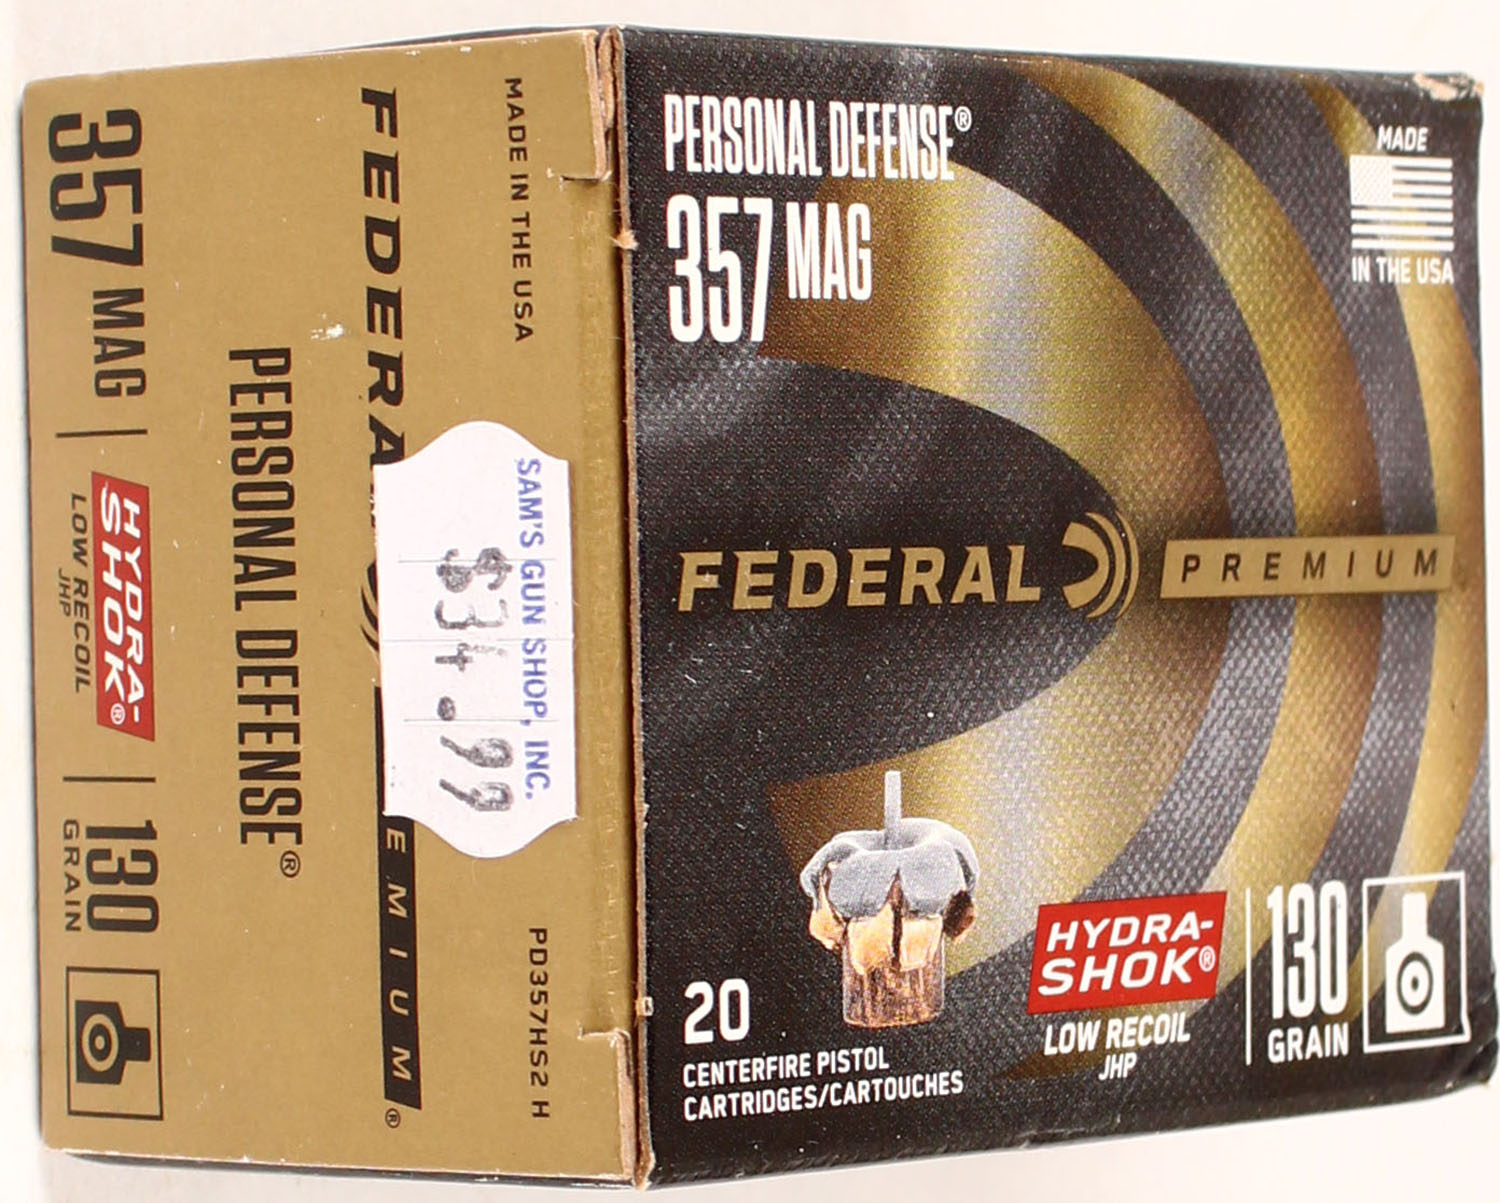 PERSONAL DEFENSE®
357 MAG
MADE
IN THE USA
FEDERAL PREMIUM
20
CENTERFIRE PISTOL
CARTRIDGES/CARTOUCHES
HYDRA-
SHOK®
LOW RECOIL
JHP
130
GRAIN
MADE IN THE USA
PD357HS2 H
SAM'S GUN SHOP, INC.
$34.99
PERSONAL DEFENSE®
357 MAG
HYDRA-
SHOK®
LOW RECOIL
JHP
130
GRAIN